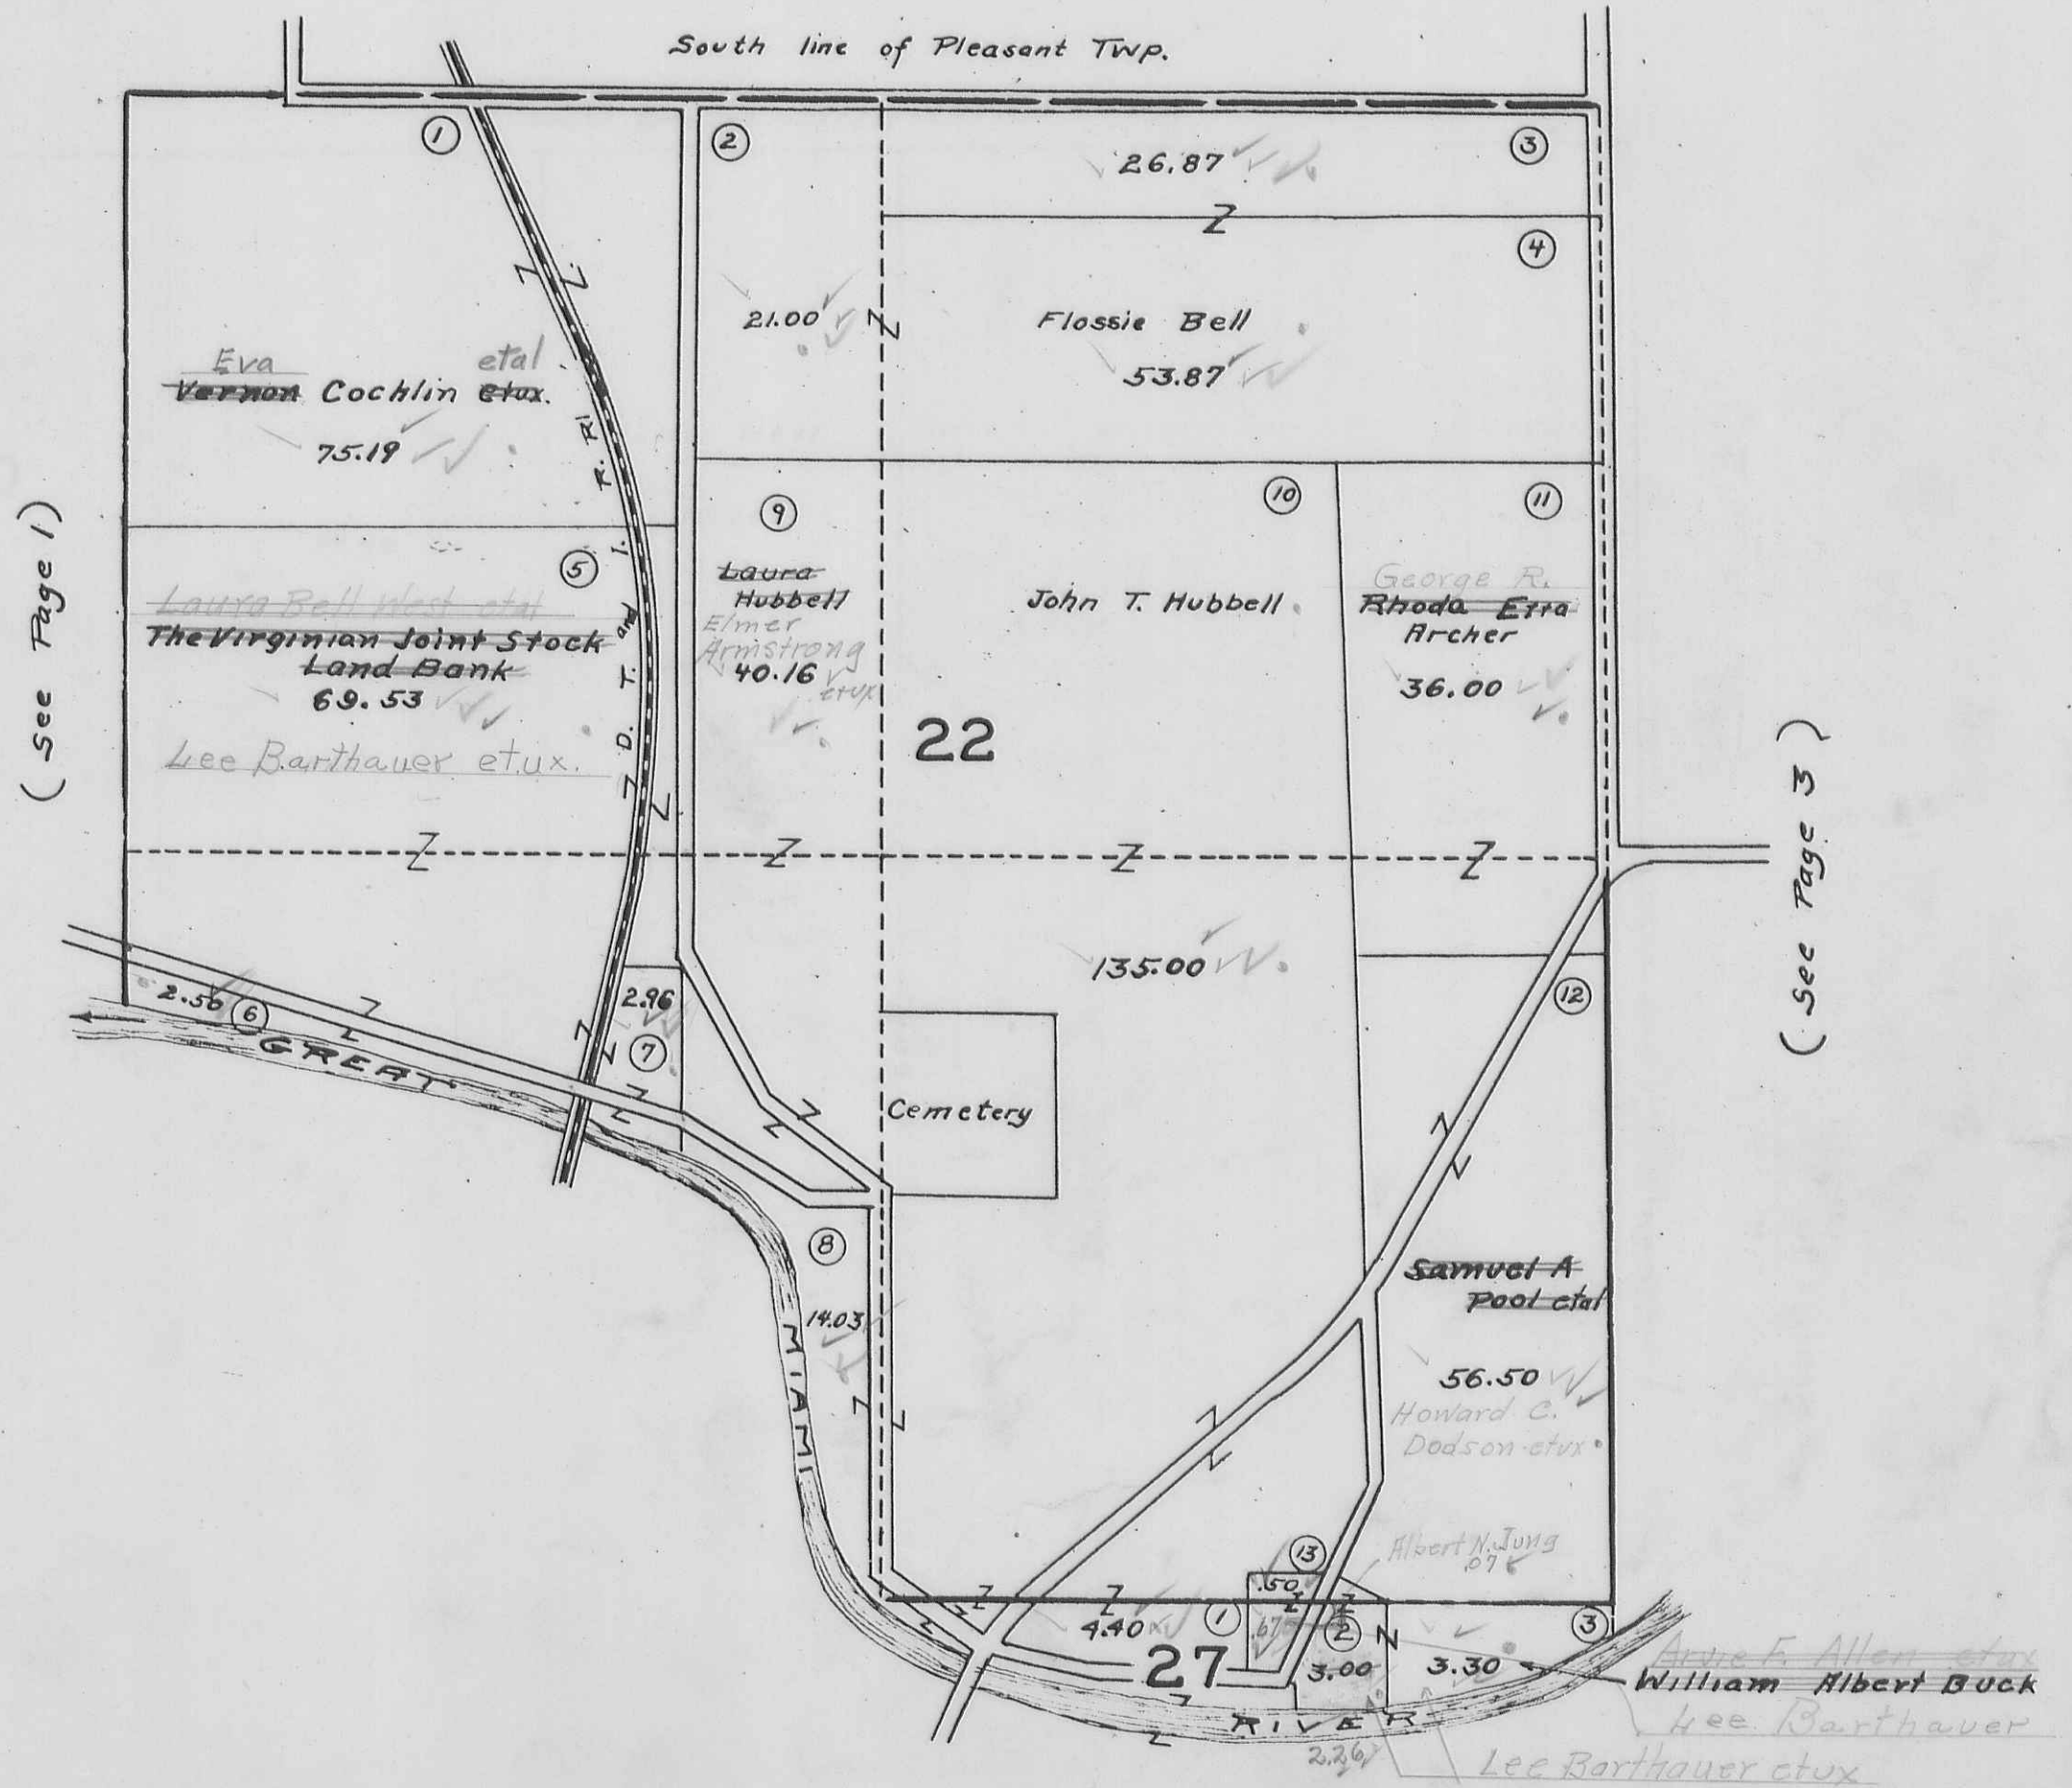 South line of Pleasant Twp.
1
2
3
26.87
4
21.00
Flossie Bell
53.87
Eva etal
Vernon Cochlin etux.
75.19
D. T. and I. R. R.
(see Page 1)
5
Laura Bell West etal
The Virginian Joint Stock
Land Bank
69.53
Lee Barthauer et.ux.
9
Laura
Hubbell
Elmer
Armstrong
40.16
etux
10
John T. Hubbell
22
135.00
11
George R.
Rhoda Etta
Archer
36.00
(see Page 3)
2.50
6
2.96
7
GREAT
Cemetery
12
8
14.03
MIAMI
Samuel A
Pool etal
56.50
Howard C.
Dodson etux
Albert N. Jung
.07
13
.50
4.40
1
.67
2
3
27
3.00
3.30
Arvie F. Allen etux
William Albert Buck
Lee Barthauer
RIVER
2.26
Lee Barthauer etux